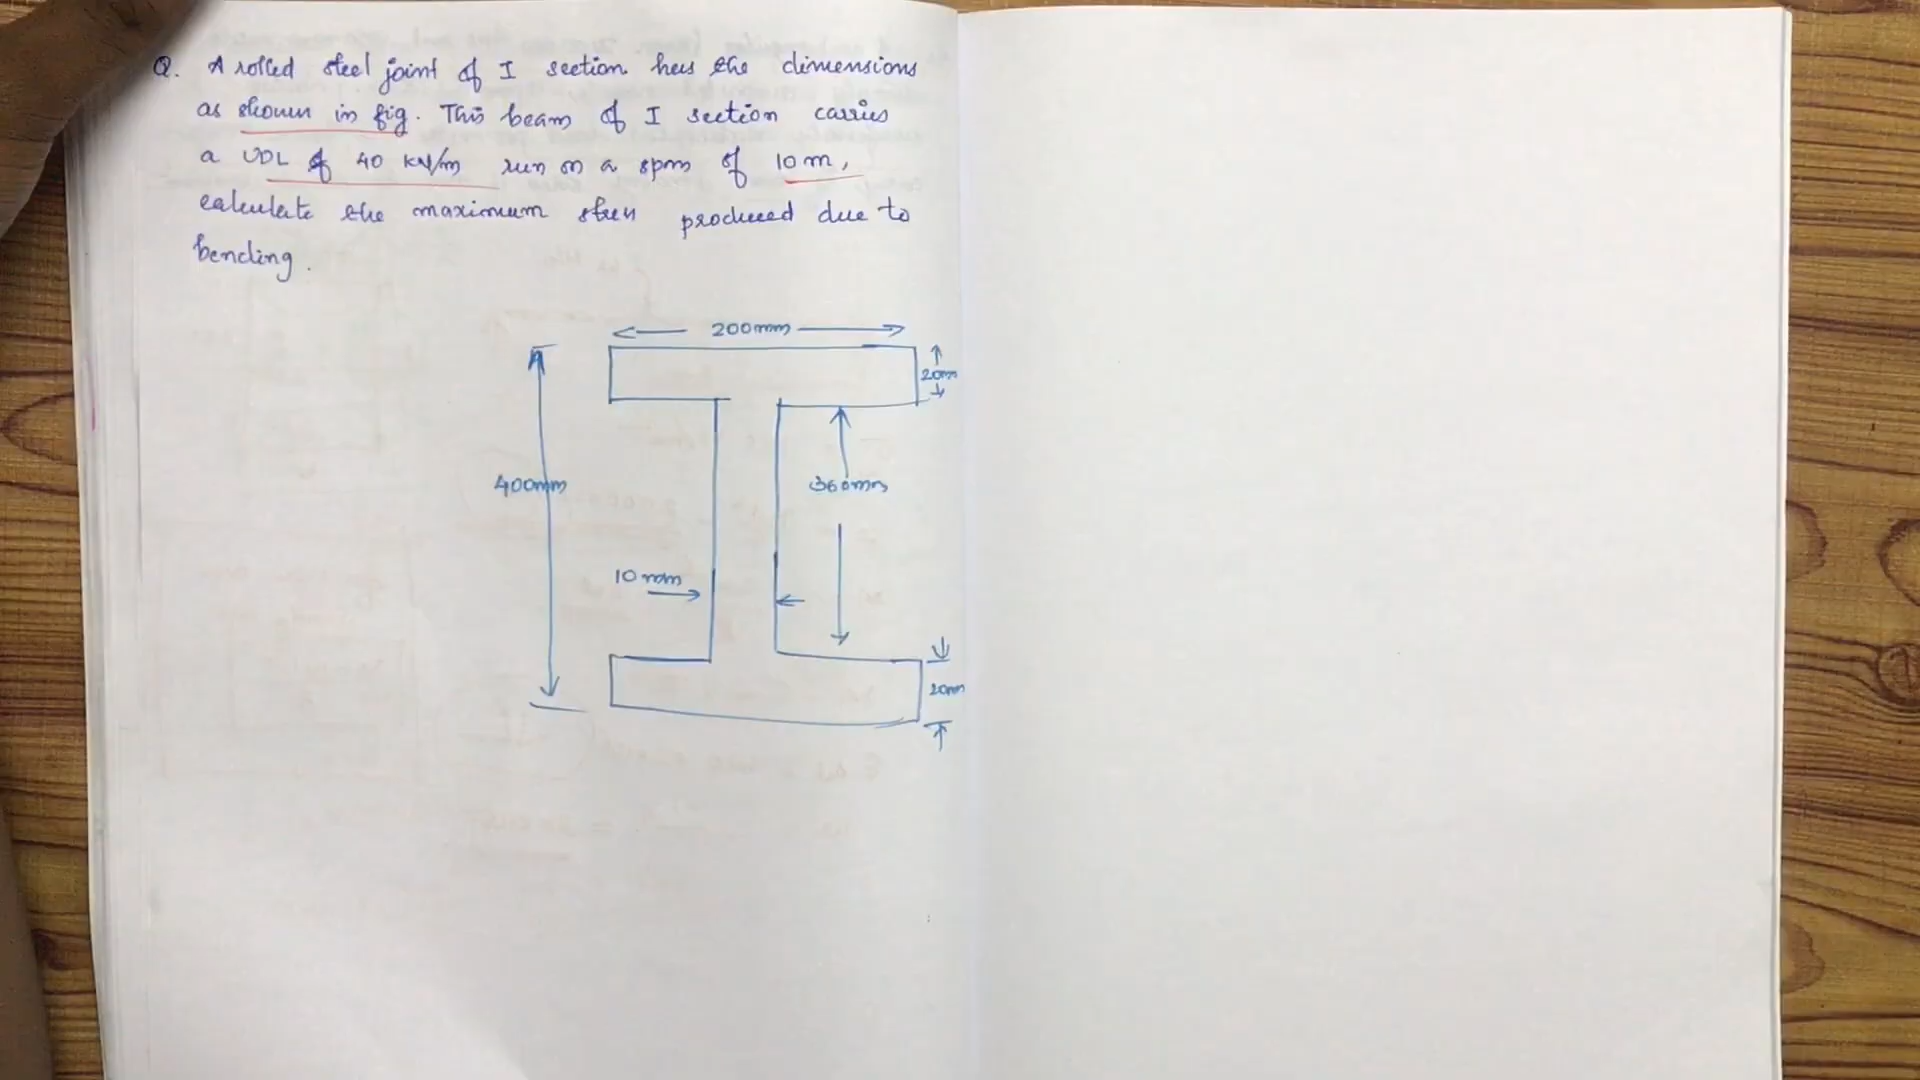 Q. A rolled steel joint of I section has the dimensions
as shown in fig. This beam of I section carries
a UDL of 40 kN/m run on a span of 10 m,
calculate the maximum stress produced due to
bending.
200mm
20mm
400mm
360mm
10mm
20mm